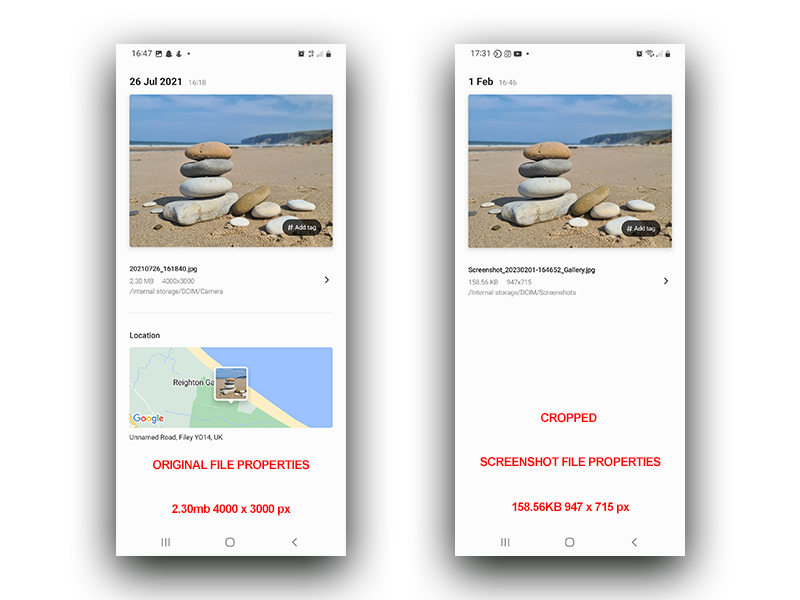 16:47
26 Jul 2021 16:18
# Add tag
20210726_161840.jpg
2.30 MB 4000x3000
/Internal storage/DCIM/Camera
Location
Reighton Ga
Google
Unnamed Road, Filey YO14, UK
ORIGINAL FILE PROPERTIES
2.30mb 4000 x 3000 px
17:31
1 Feb 16:46
# Add tag
Screenshot_20230201-164652_Gallery.jpg
158.56 KB 947x715
/Internal storage/DCIM/Screenshots
CROPPED
SCREENSHOT FILE PROPERTIES
158.56KB 947 x 715 px